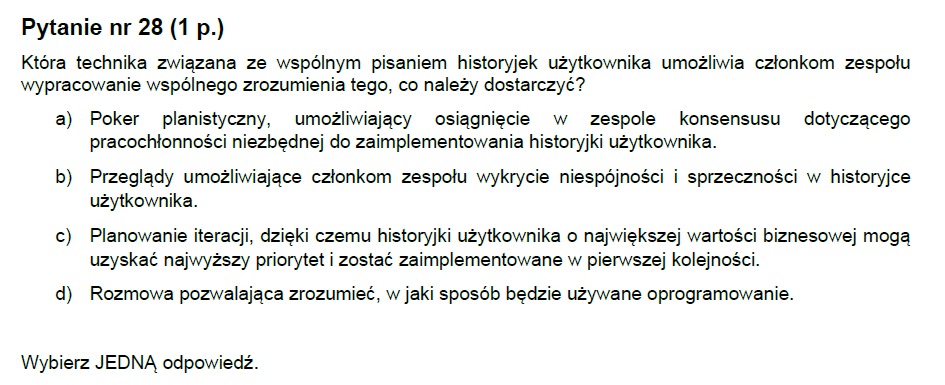 Pytanie nr 28 (1 p.)
Która technika związana ze wspólnym pisaniem historyjek użytkownika umożliwia członkom zespołu
wypracowanie wspólnego zrozumienia tego, co należy dostarczyć?
a) Poker planistyczny, umożliwiający osiągnięcie w zespole konsensusu dotyczącego
pracochłonności niezbędnej do zaimplementowania historyjki użytkownika.
b) Przeglądy umożliwiające członkom zespołu wykrycie niespójności i sprzeczności w historyjce
użytkownika.
c) Planowanie iteracji, dzięki czemu historyjki użytkownika o największej wartości biznesowej mogą
uzyskać najwyższy priorytet i zostać zaimplementowane w pierwszej kolejności.
d) Rozmowa pozwalająca zrozumieć, w jaki sposób będzie używane oprogramowanie.
Wybierz JEDNĄ odpowiedź.